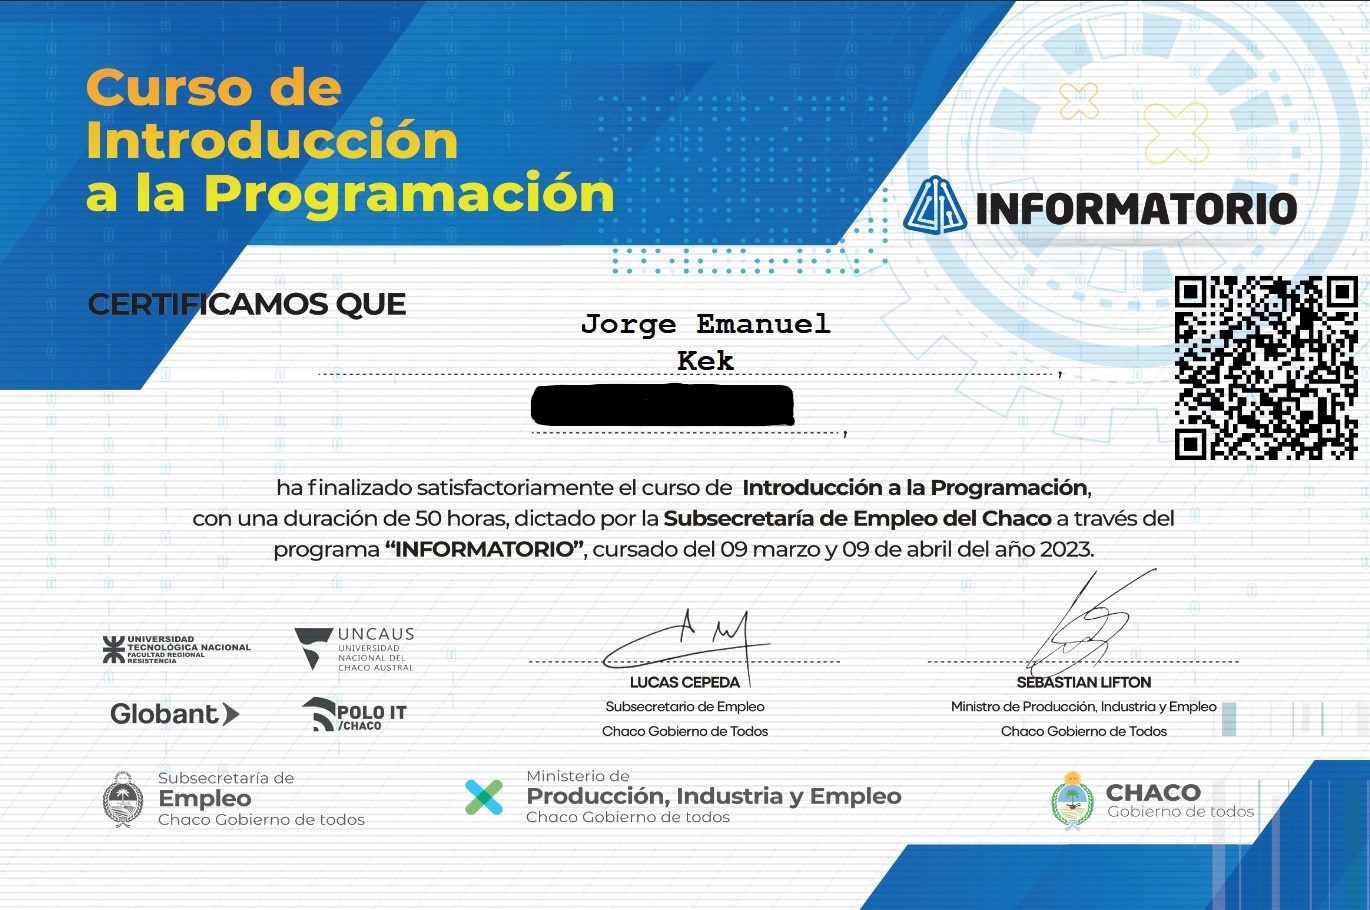 Curso de
Introducción
a la Programación
INFORMATORIO
CERTIFICAMOS QUE
Jorge Emanuel
Kek
,
,
ha finalizado satisfactoriamente el curso de Introducción a la Programación,
con una duración de 50 horas, dictado por la Subsecretaría de Empleo del Chaco a través del
programa “INFORMATORIO”, cursado del 09 marzo y 09 de abril del año 2023.
UNIVERSIDAD
TECNOLÓGICA NACIONAL
FACULTAD REGIONAL
RESISTENCIA
UNCAUS
UNIVERSIDAD
NACIONAL DEL
CHACO AUSTRAL
Globant
POLO IT
/CHACO
LUCAS CEPEDA
Subsecretario de Empleo
Chaco Gobierno de Todos
SEBASTIAN LIFTON
Ministro de Producción, Industria y Empleo
Chaco Gobierno de Todos
Subsecretaría de
Empleo
Chaco Gobierno de todos
Ministerio de
Producción, Industria y Empleo
Chaco Gobierno de todos
CHACO
Gobierno de todos